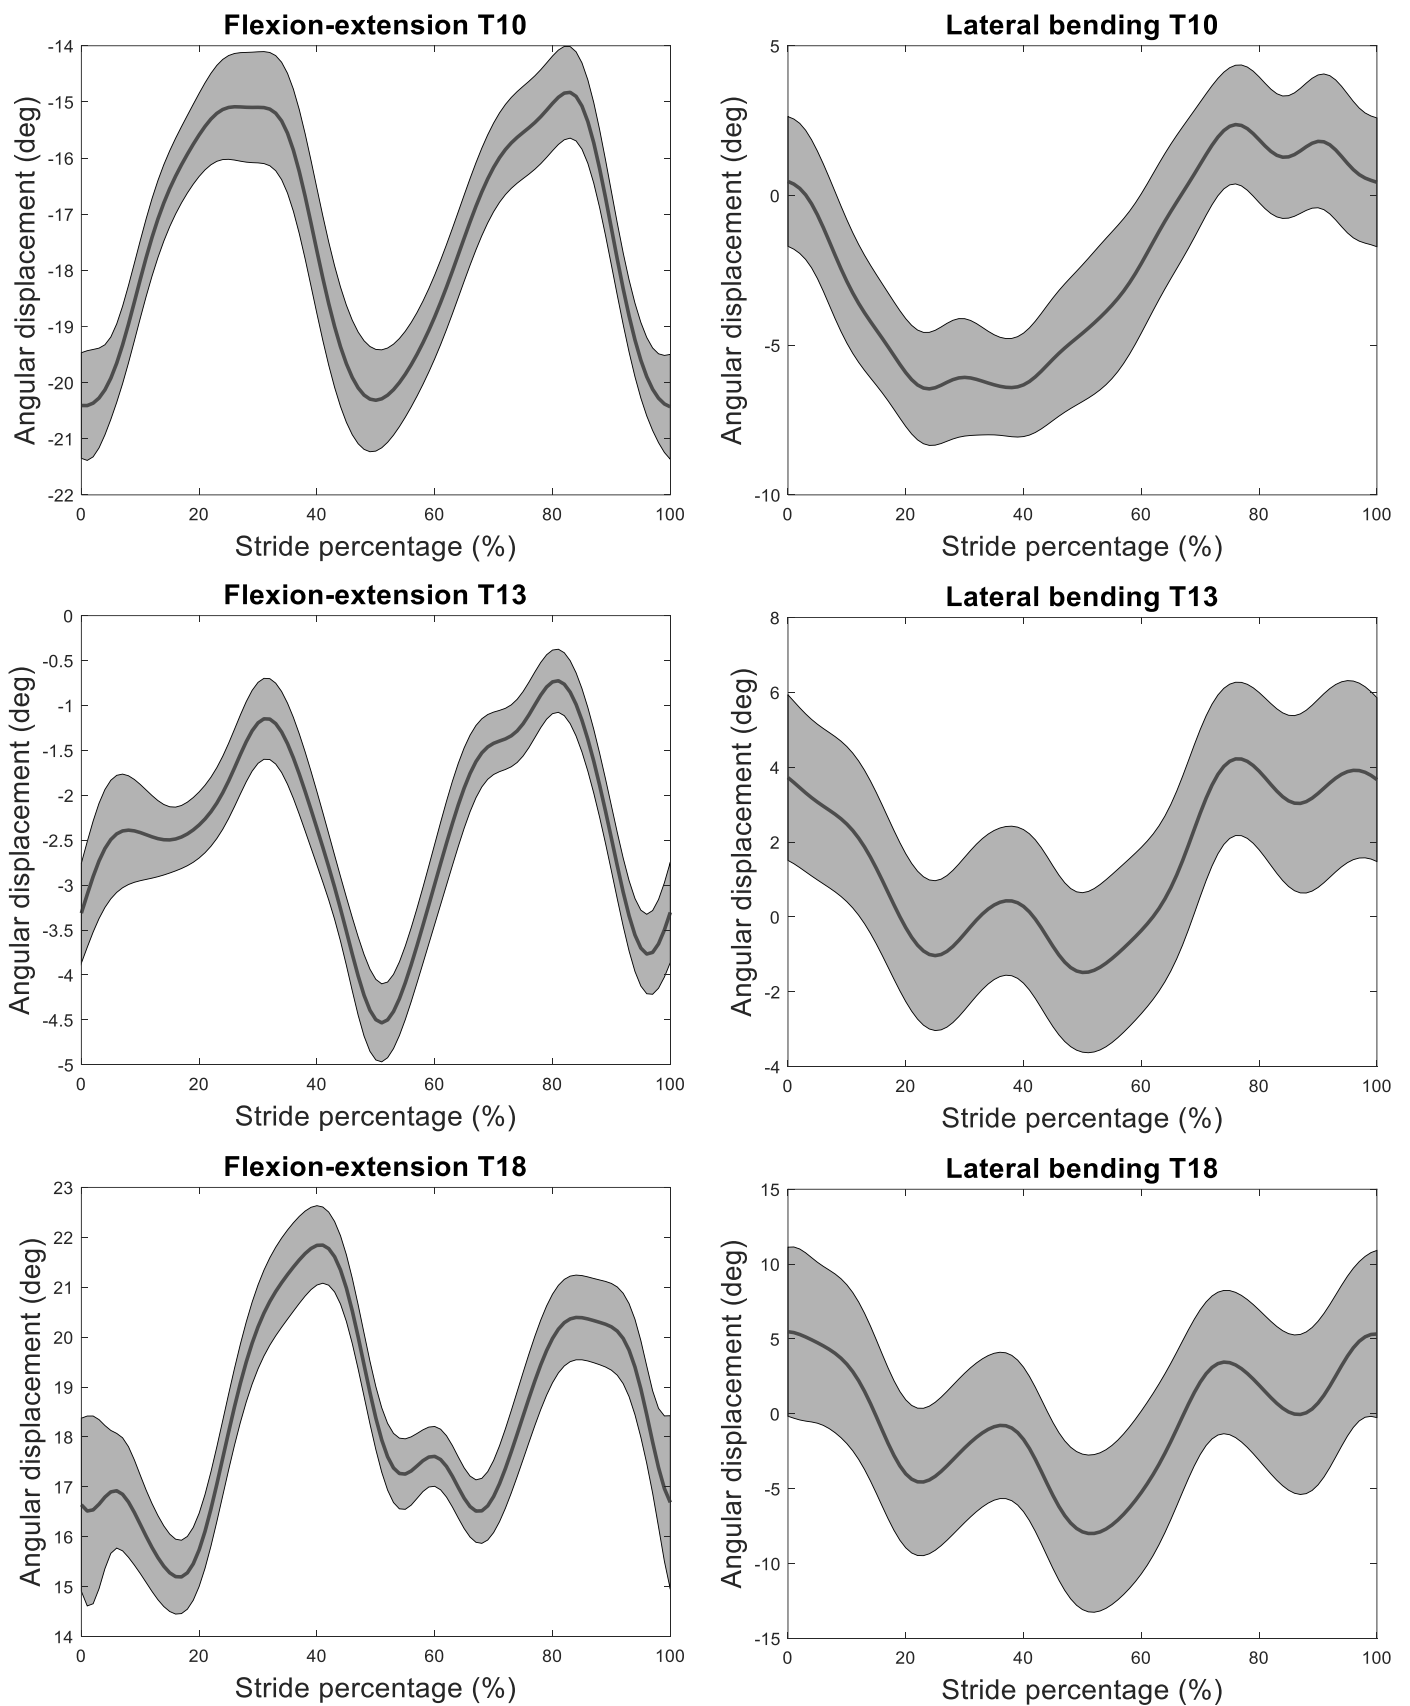 Flexion-extension T10
Angular displacement (deg)
-14
-15
-16
-17
-18
-19
-20
-21
-22
0 20 40 60 80 100
Stride percentage (%)
Lateral bending T10
Angular displacement (deg)
5
0
-5
-10
0 20 40 60 80 100
Stride percentage (%)
Flexion-extension T13
Angular displacement (deg)
0
-0.5
-1
-1.5
-2
-2.5
-3
-3.5
-4
-4.5
-5
0 20 40 60 80 100
Stride percentage (%)
Lateral bending T13
Angular displacement (deg)
8
6
4
2
0
-2
-4
0 20 40 60 80 100
Stride percentage (%)
Flexion-extension T18
Angular displacement (deg)
23
22
21
20
19
18
17
16
15
14
0 20 40 60 80 100
Stride percentage (%)
Lateral bending T18
Angular displacement (deg)
15
10
5
0
-5
-10
-15
0 20 40 60 80 100
Stride percentage (%)